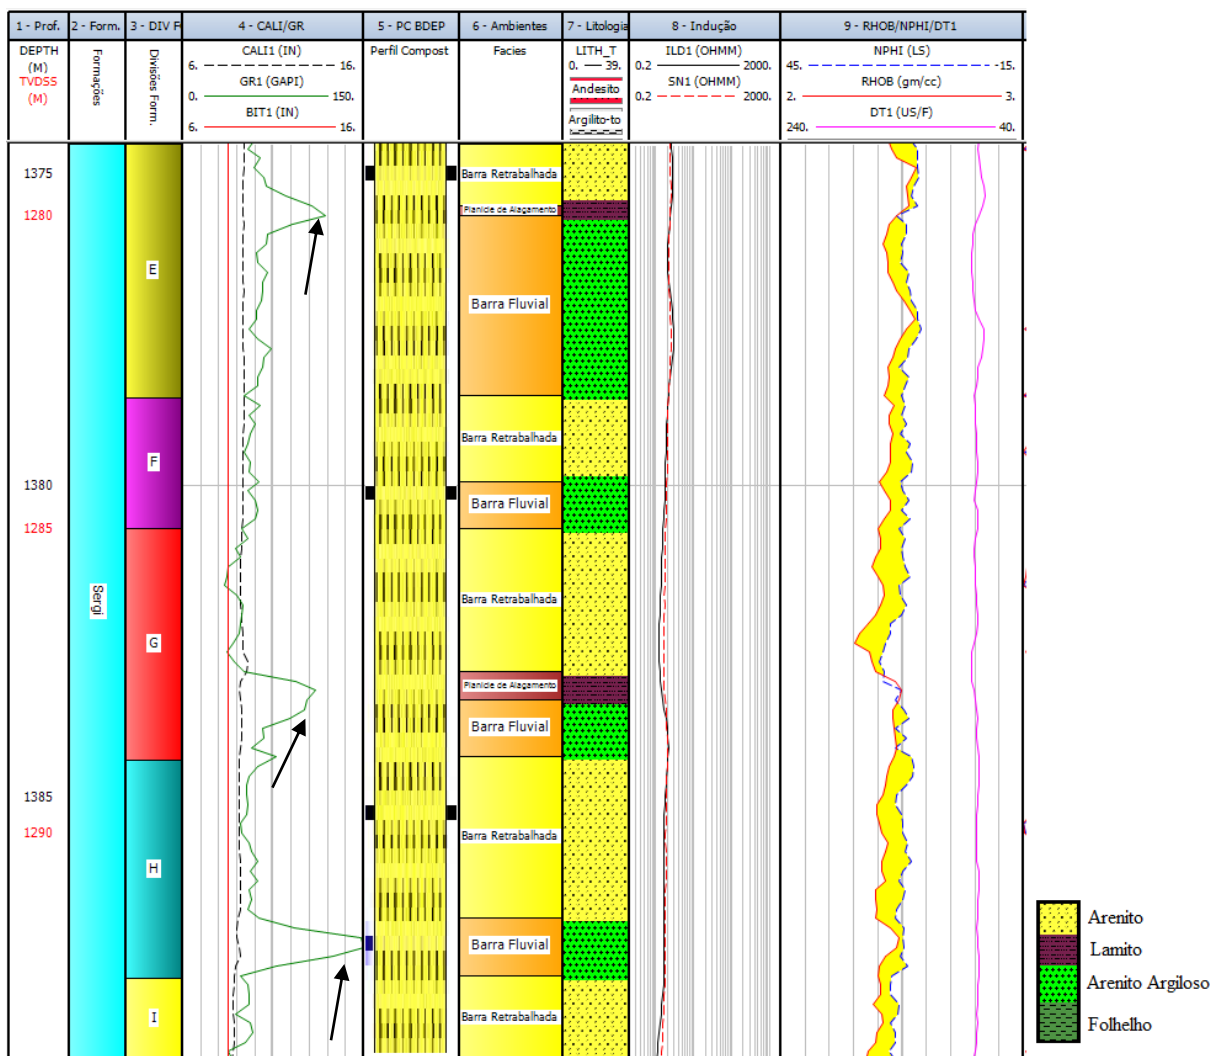 1 - Prof.
2 - Form.
3 - DIV F
4 - CALI/GR
5 - PC BDEP
6 - Ambientes
7 - Litologia
8 - Indução
9 - RHOB/NPHI/DT1
DEPTH
(M)
TVDSS
(M)
Formações
Divisões Form.
CALI1 (IN)
6. 16.
GR1 (GAPI)
0. 150.
BIT1 (IN)
6. 16.
Perfil Compost
Facies
LITH_T
0. 39.
Andesito
Argilito-to
ILD1 (OHMM)
0.2 2000.
SN1 (OHMM)
0.2 2000.
NPHI (LS)
45. -15.
RHOB (gm/cc)
2. 3.
DT1 (US/F)
240. 40.
1375
1280
1380
1285
1385
1290
Sergi
E
F
G
H
I
Barra Retrabalhada
Planície de Alagamento
Barra Fluvial
Barra Retrabalhada
Barra Fluvial
Barra Retrabalhada
Planície de Alagamento
Barra Fluvial
Barra Retrabalhada
Barra Fluvial
Barra Retrabalhada
Arenito
Lamito
Arenito Argiloso
Folhelho